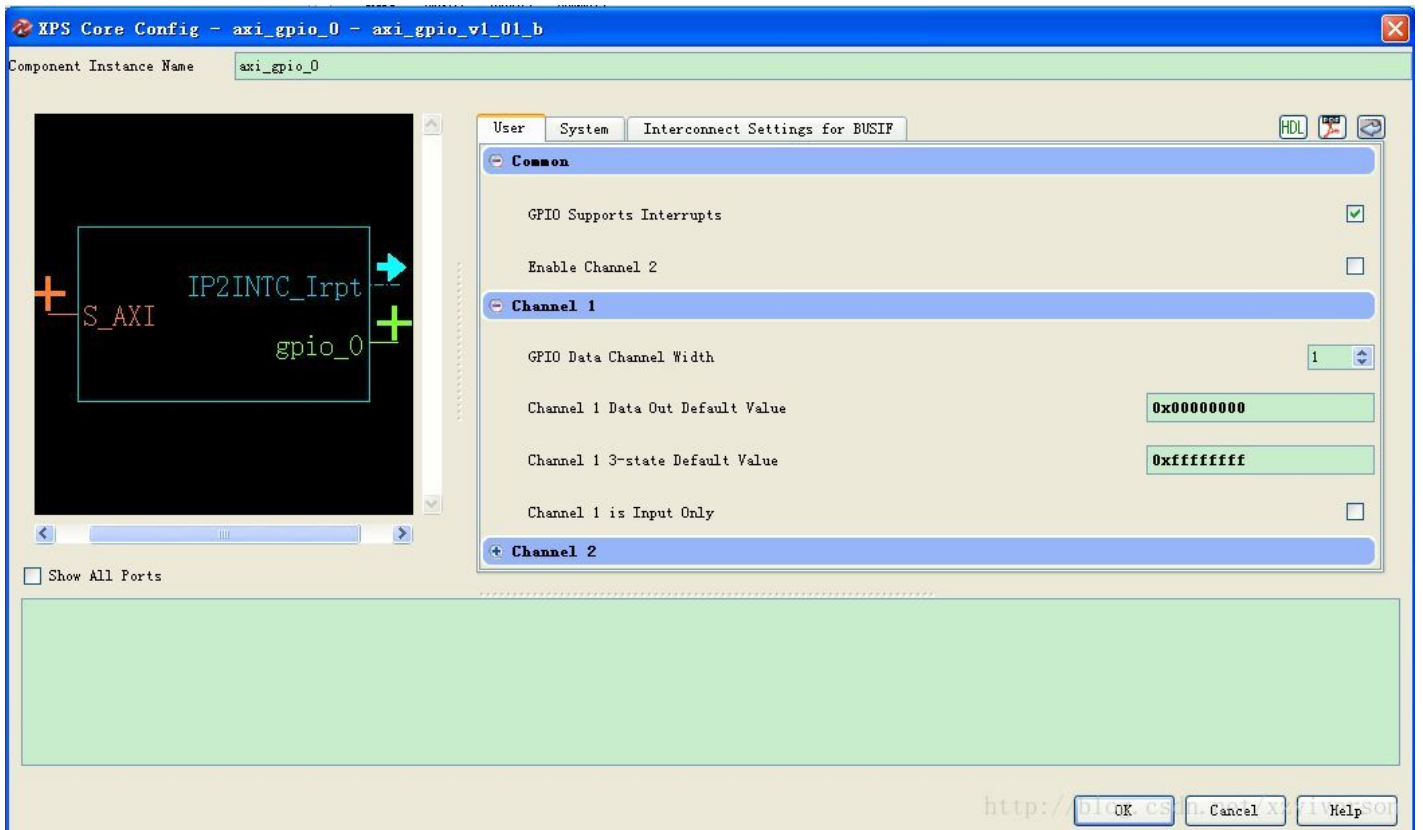 XPS Core Config - axi_gpio_0 - axi_gpio_v1_01_b
Component Instance Name axi_gpio_0
User System Interconnect Settings for BUSIF HDL
Common
GPIO Supports Interrupts
Enable Channel 2
Channel 1
GPIO Data Channel Width 1
Channel 1 Data Out Default Value 0x00000000
Channel 1 3-state Default Value 0xffffffff
Channel 1 is Input Only
Channel 2
IP2INTC_Irpt
S_AXI
gpio_0
Show All Ports
OK Cancel Help